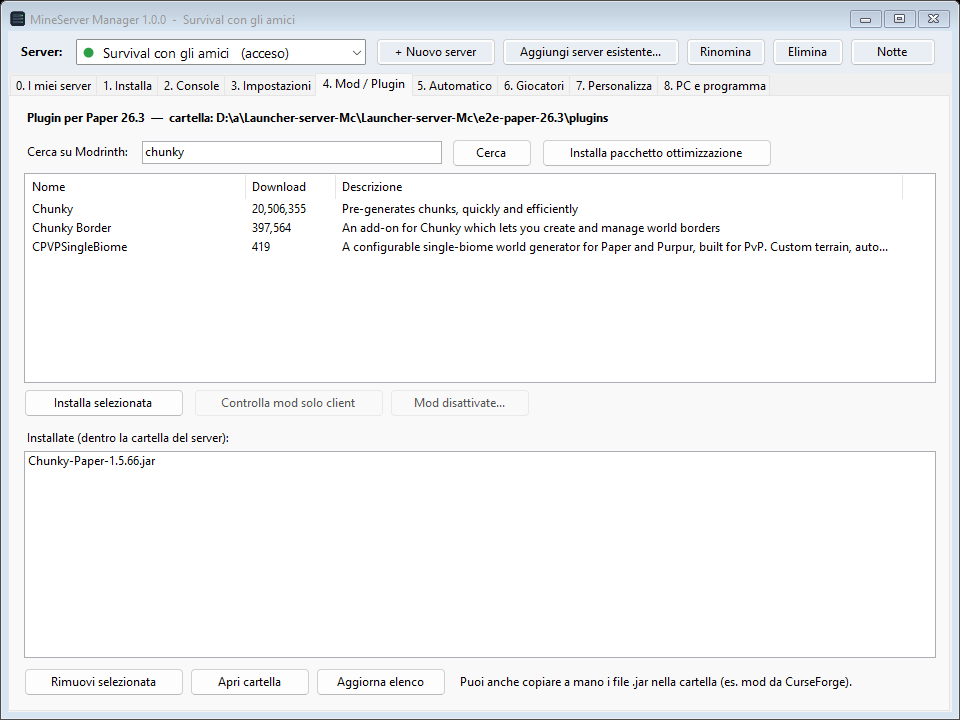 MineServer Manager 1.0.0 - Survival con gli amici
Server: Survival con gli amici (acceso) + Nuovo server Aggiungi server esistente... Rinomina Elimina Notte
0. I miei server 1. Installa 2. Console 3. Impostazioni 4. Mod / Plugin 5. Automatico 6. Giocatori 7. Personalizza 8. PC e programma
Plugin per Paper 26.3 — cartella: D:\a\Launcher-server-Mc\Launcher-server-Mc\e2e-paper-26.3\plugins
Cerca su Modrinth: chunky Cerca Installa pacchetto ottimizzazione
Nome Download Descrizione
Chunky 20,506,355 Pre-generates chunks, quickly and efficiently
Chunky Border 397,564 An add-on for Chunky which lets you create and manage world borders
CPVPSingleBiome 419 A configurable single-biome world generator for Paper and Purpur, built for PvP. Custom terrain, auto...
Installa selezionata Controlla mod solo client Mod disattivate...
Installate (dentro la cartella del server):
Chunky-Paper-1.5.66.jar
Rimuovi selezionata Apri cartella Aggiorna elenco Puoi anche copiare a mano i file .jar nella cartella (es. mod da CurseForge).